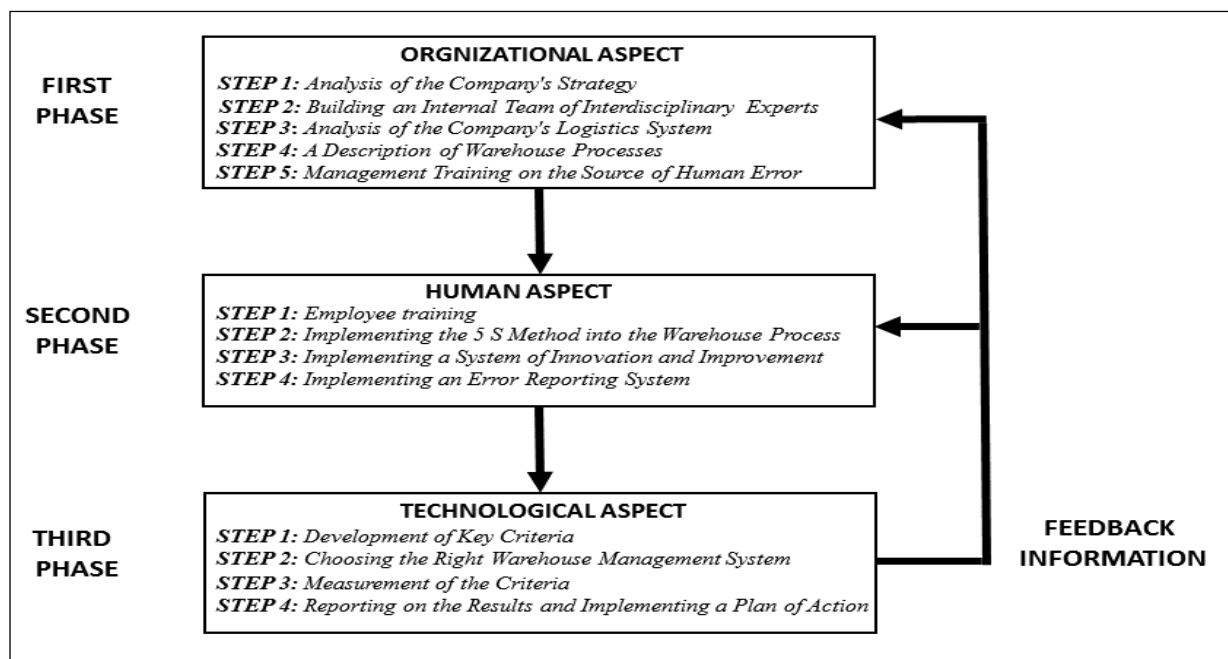 ORGNIZATIONAL ASPECT
FIRST
PHASE
STEP 1: Analysis of the Company's Strategy
STEP 2: Building an Internal Team of Interdisciplinary Experts
STEP 3: Analysis of the Company's Logistics System
STEP 4: A Description of Warehouse Processes
STEP 5: Management Training on the Source of Human Error
HUMAN ASPECT
SECOND
PHASE
STEP 1: Employee training
STEP 2: Implementing the 5 S Method into the Warehouse Process
STEP 3: Implementing a System of Innovation and Improvement
STEP 4: Implementing an Error Reporting System
TECHNOLOGICAL ASPECT
THIRD
PHASE
STEP 1: Development of Key Criteria
STEP 2: Choosing the Right Warehouse Management System
STEP 3: Measurement of the Criteria
STEP 4: Reporting on the Results and Implementing a Plan of Action
FEEDBACK
INFORMATION